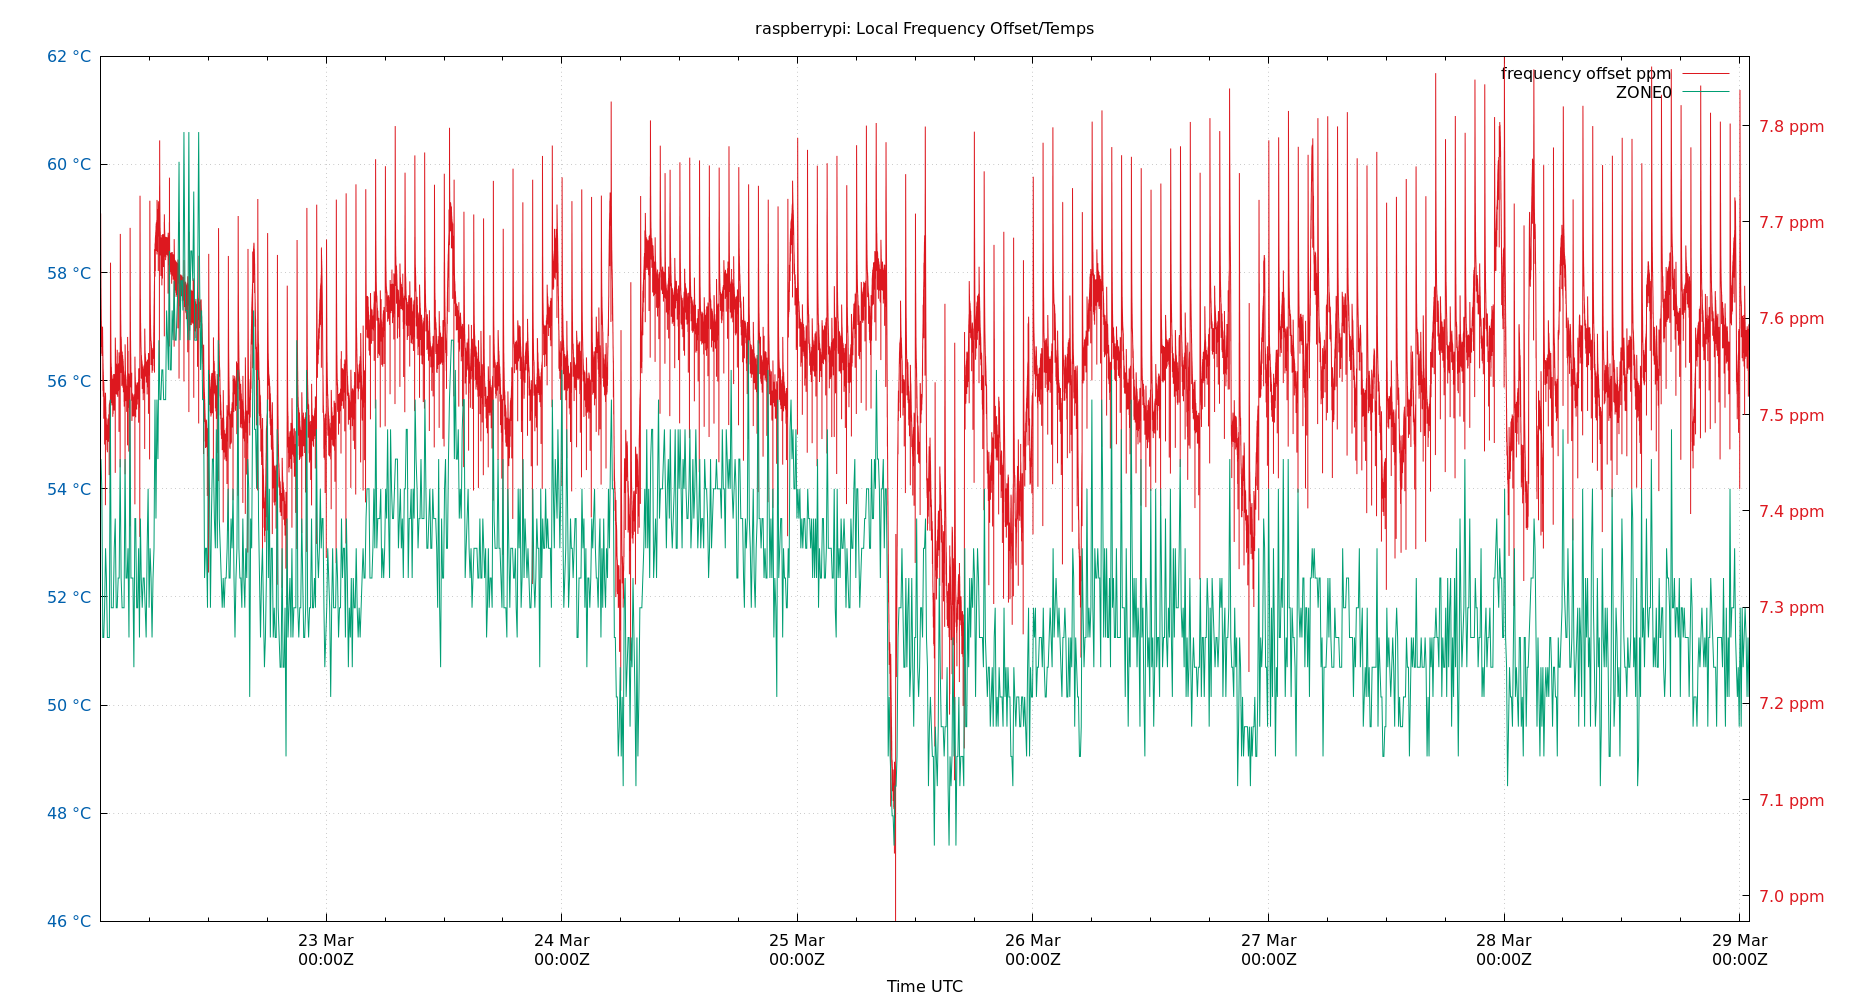 raspberrypi: Local Frequency Offset/Temps
frequency offset ppm
ZONE0
62 °C
60 °C
58 °C
56 °C
54 °C
52 °C
50 °C
48 °C
46 °C
7.8 ppm
7.7 ppm
7.6 ppm
7.5 ppm
7.4 ppm
7.3 ppm
7.2 ppm
7.1 ppm
7.0 ppm
23 Mar
00:00Z
24 Mar
00:00Z
25 Mar
00:00Z
26 Mar
00:00Z
27 Mar
00:00Z
28 Mar
00:00Z
29 Mar
00:00Z
Time UTC